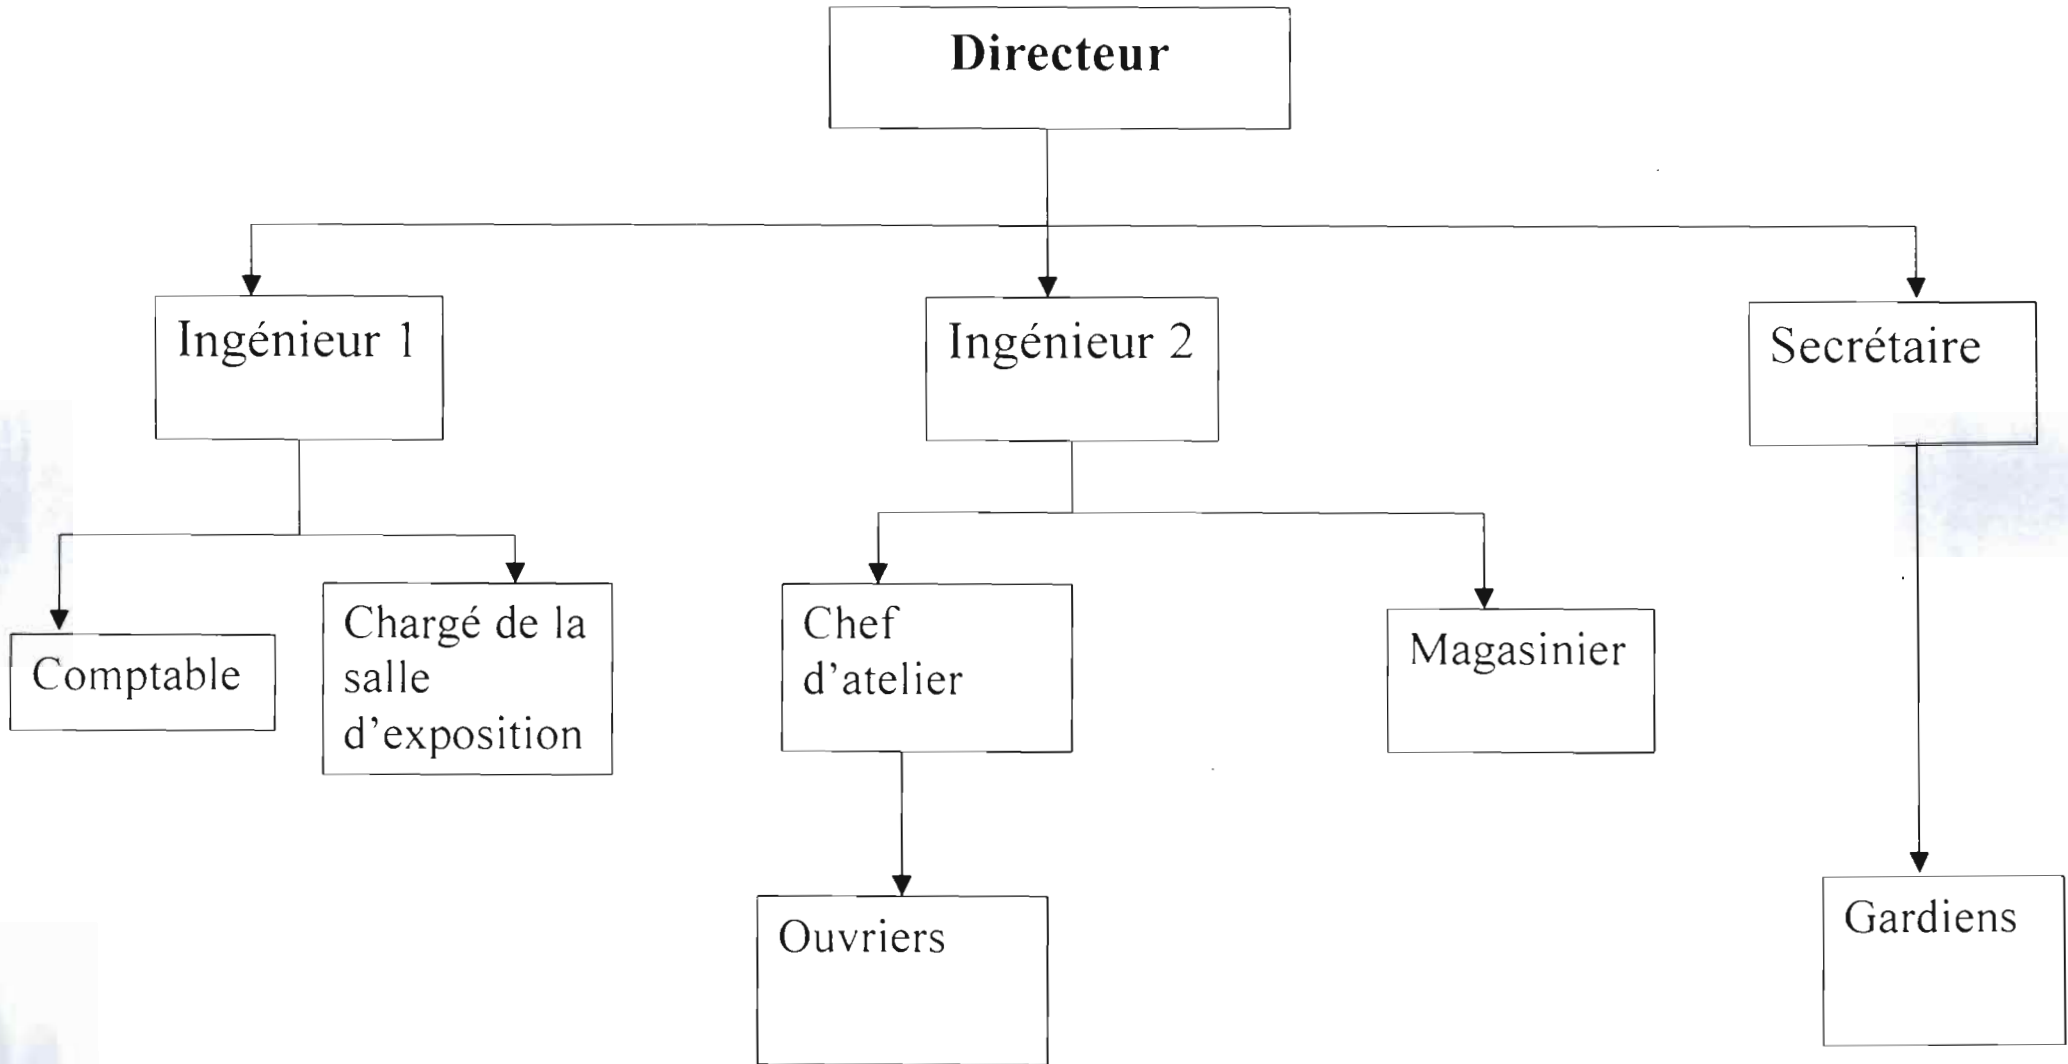 Directeur
Ingénieur 1
Ingénieur 2
Secrétaire
Comptable
Chargé de la
salle
d'exposition
Chef
d'atelier
Magasinier
Ouvriers
Gardiens